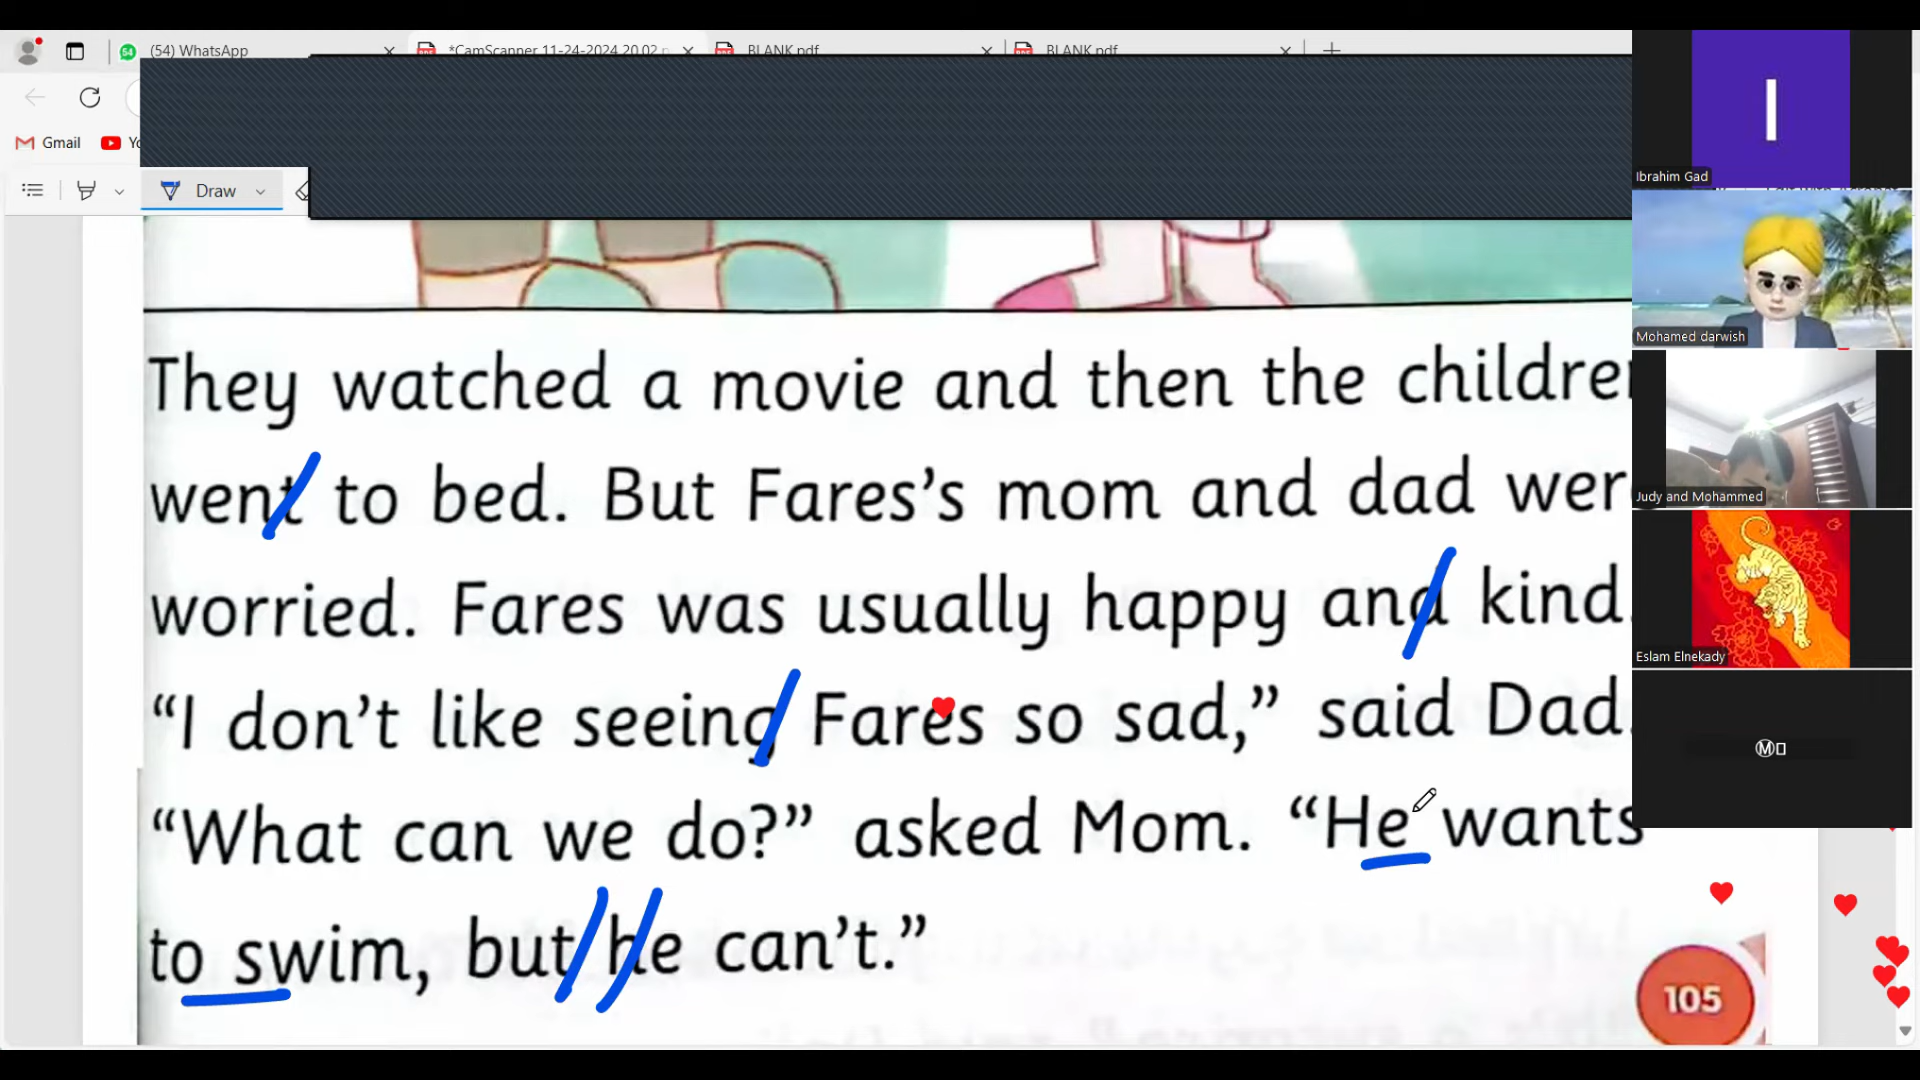 (54) WhatsApp
*CamScanner 11-24-2024 20.02
BLANK.pdf
BLANK.pdf
Gmail
Draw
They watched a movie and then the children
went to bed. But Fares's mom and dad wer
worried. Fares was usually happy and kind.
“I don't like seeing Fares so sad,” said Dad.
“What can we do?” asked Mom. “He wants
to swim, but he can't.”
105
I
Ibrahim Gad
Mohamed darwish
Judy and Mohammed
Eslam Elnekady